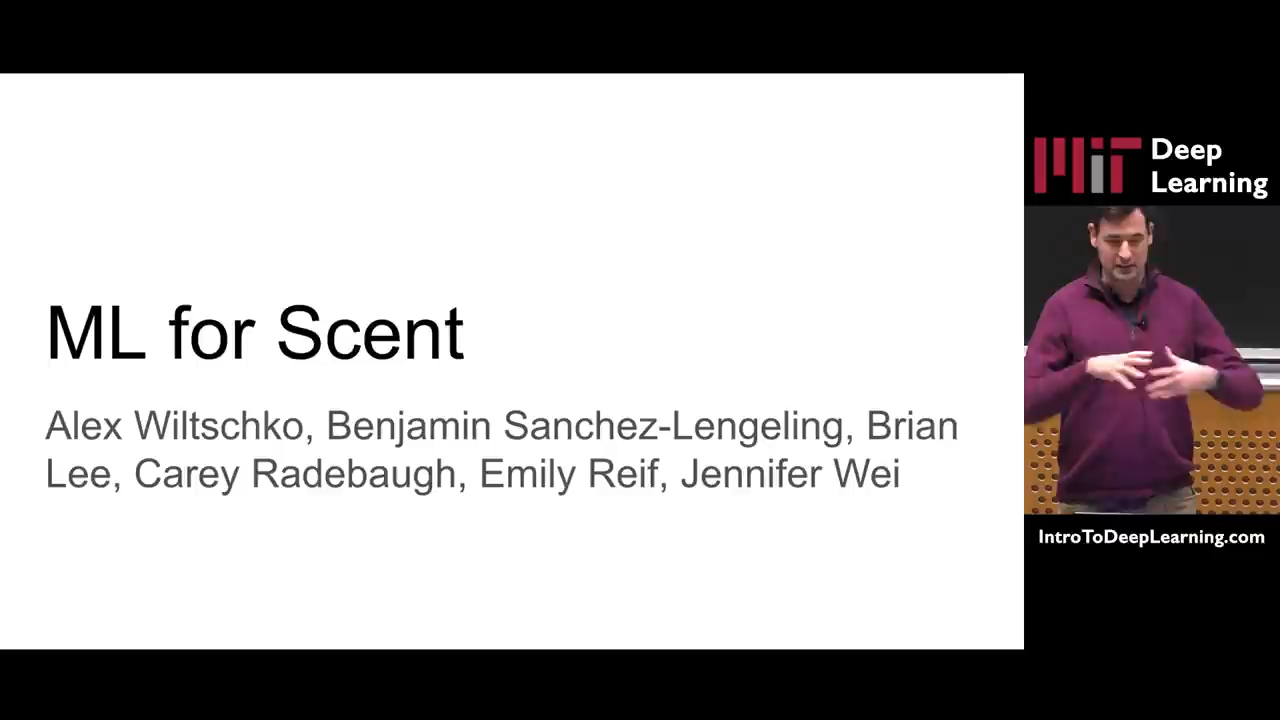 ML for Scent
Alex Wiltschko, Benjamin Sanchez-Lengeling, Brian
Lee, Carey Radebaugh, Emily Reif, Jennifer Wei
MIT Deep
Learning
IntroToDeepLearning.com